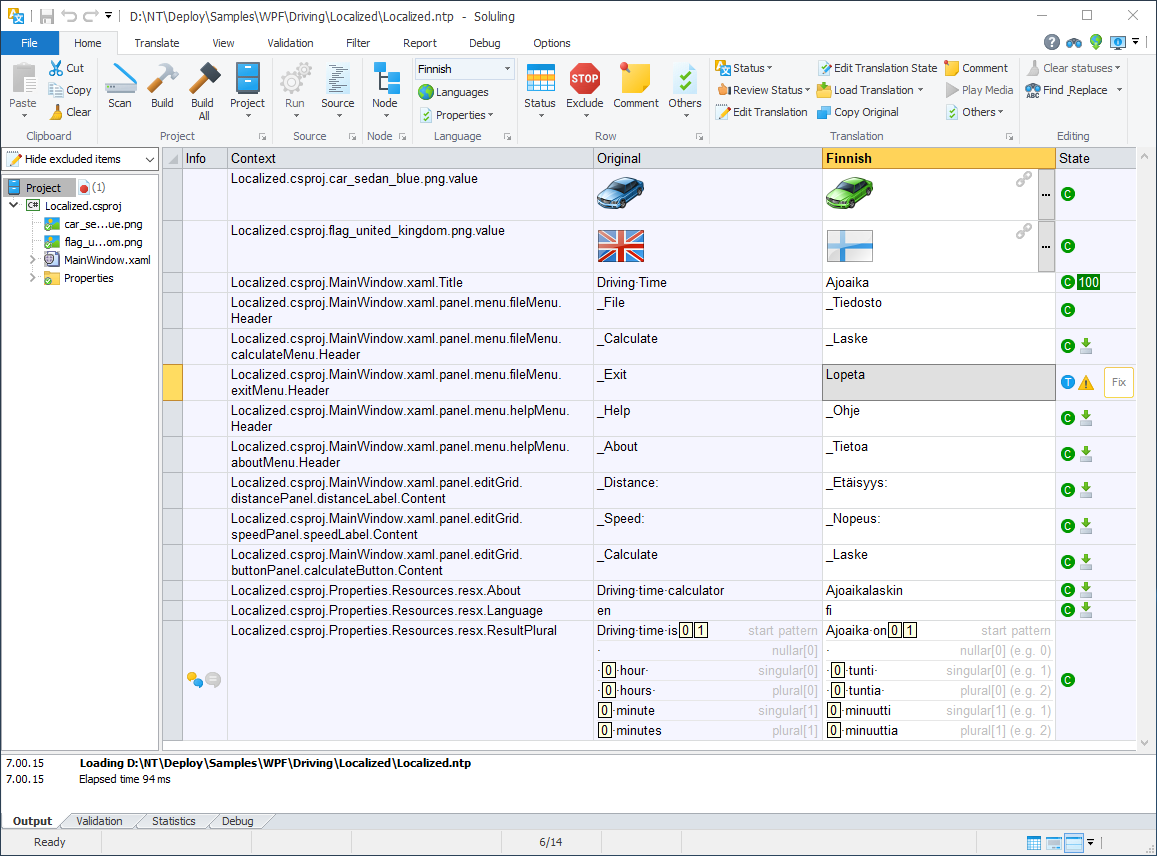 D:\NT\Deploy\Samples\WPF\Driving\Localized\Localized.ntp - Soluling
File Home Translate View Validation Filter Report Debug Options
Paste
Cut
Copy
Clear
Clipboard
Scan
Build
Build All
Project
Project
Run
Source
Source
Node
Node
Finnish
Languages
Properties
Language
Status
Exclude
STOP
Comment
Others
Row
Status
Review Status
Edit Translation
Edit Translation State
Load Translation
Copy Original
Comment
Play Media
Others
Translation
Clear statuses
Find
ABC
Replace
Editing
Hide excluded items
Project (1)
C# Localized.csproj
car_se...ue.png
flag_u...om.png
MainWindow.xaml
Properties
Info Context Original Finnish State
Localized.csproj.car_sedan_blue.png.value ... C
Localized.csproj.flag_united_kingdom.png.value ... C
Localized.csproj.MainWindow.xaml.Title Driving·Time Ajoaika C 100
Localized.csproj.MainWindow.xaml.panel.menu.fileMenu. _File _Tiedosto C
Header
Localized.csproj.MainWindow.xaml.panel.menu.fileMenu. _Calculate _Laske C
calculateMenu.Header
Localized.csproj.MainWindow.xaml.panel.menu.fileMenu. _Exit Lopeta T Fix
exitMenu.Header
Localized.csproj.MainWindow.xaml.panel.menu.helpMenu. _Help _Ohje C
Header
Localized.csproj.MainWindow.xaml.panel.menu.helpMenu. _About _Tietoa C
aboutMenu.Header
Localized.csproj.MainWindow.xaml.panel.editGrid. _Distance: _Etäisyys: C
distancePanel.distanceLabel.Content
Localized.csproj.MainWindow.xaml.panel.editGrid. _Speed: _Nopeus: C
speedPanel.speedLabel.Content
Localized.csproj.MainWindow.xaml.panel.editGrid. _Calculate _Laske C
buttonPanel.calculateButton.Content
Localized.csproj.Properties.Resources.resx.About Driving·time·calculator Ajoaikalaskin C
Localized.csproj.Properties.Resources.resx.Language en fi C
Localized.csproj.Properties.Resources.resx.ResultPlural Driving·time·is 0 1 start pattern Ajoaika·on 0 1 start pattern
· nullar[0] · nullar[0] (e.g. 0)
· 0 ·hour· singular[0] · 0 ·tunti· singular[0] (e.g. 1)
· 0 ·hours· plural[0] · 0 ·tuntia· plural[0] (e.g. 2) C
0 ·minute singular[1] 0 ·minuutti singular[1] (e.g. 1)
0 ·minutes plural[1] 0 ·minuuttia plural[1] (e.g. 2)
7.00.15 Loading D:\NT\Deploy\Samples\WPF\Driving\Localized\Localized.ntp
7.00.15 Elapsed time 94 ms
Output Validation Statistics Debug
Ready 6/14